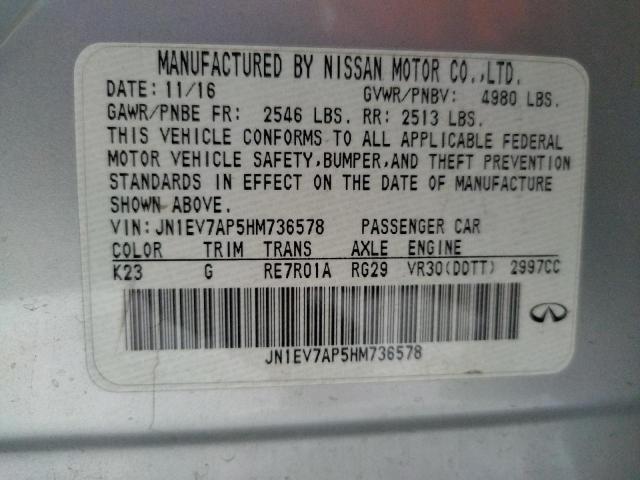 MANUFACTURED BY NISSAN MOTOR CO.,LTD.
DATE: 11/16 GVWR/PNBV: 4980 LBS.
GAWR/PNBE FR: 2546 LBS. RR: 2513 LBS.
THIS VEHICLE CONFORMS TO ALL APPLICABLE FEDERAL
MOTOR VEHICLE SAFETY,BUMPER,AND THEFT PREVENTION
STANDARDS IN EFFECT ON THE DATE OF MANUFACTURE
SHOWN ABOVE.
VIN: JN1EV7AP5HM736578 PASSENGER CAR
COLOR TRIM TRANS AXLE ENGINE
K23 G RE7R01A RG29 VR30(DDTT) 2997CC
JN1EV7AP5HM736578